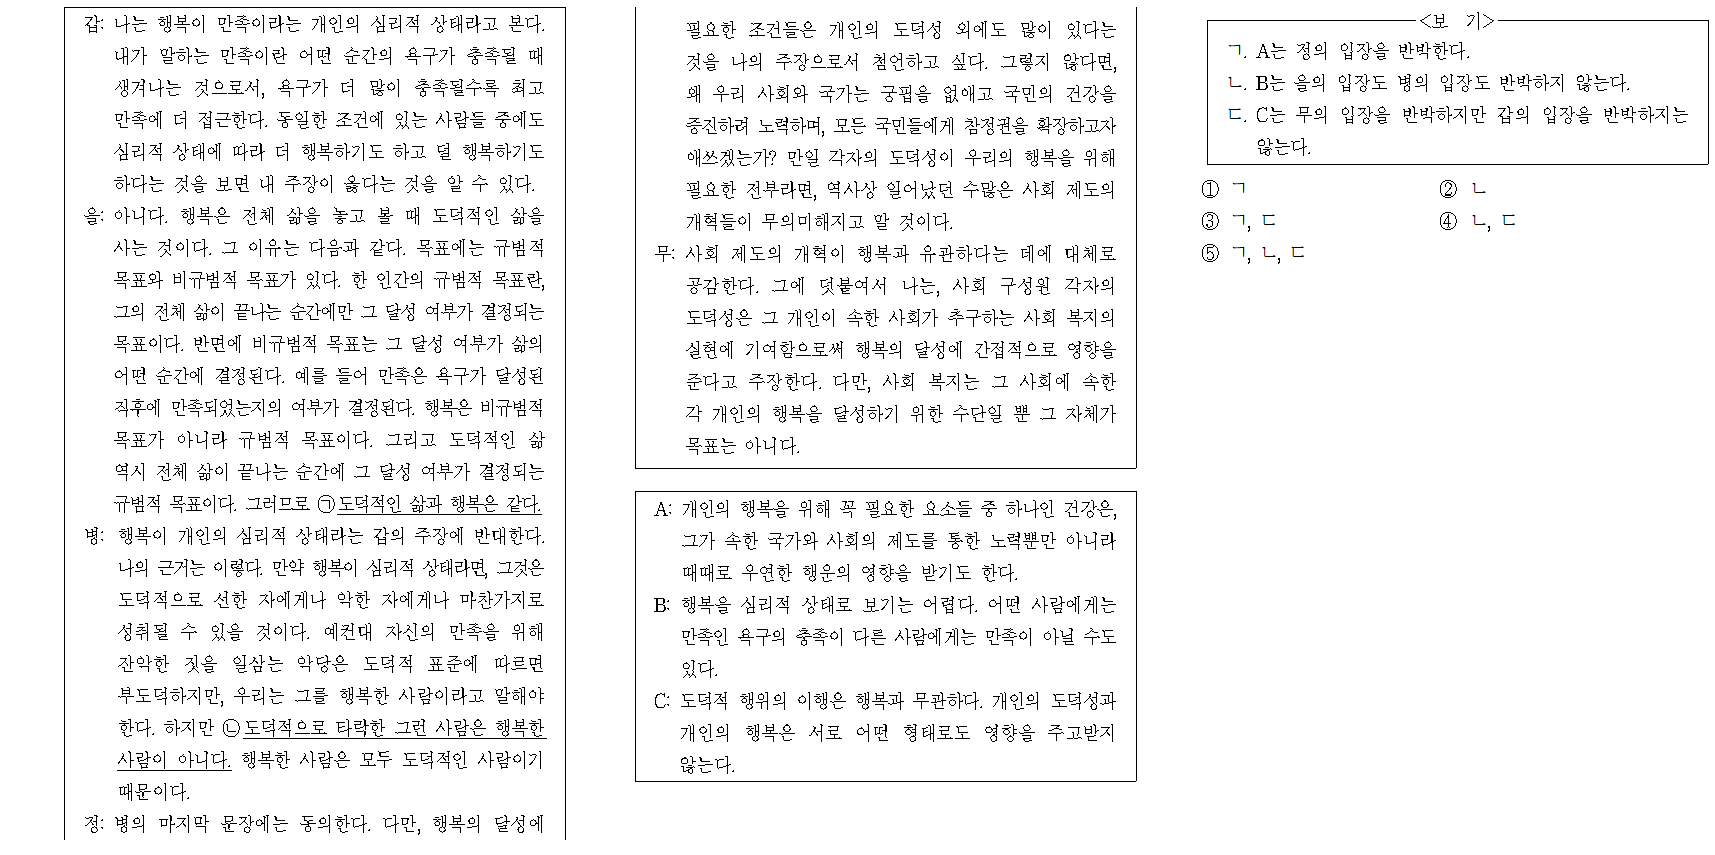 갑: 나는 행복이 만족이라는 개인의 심리적 상태라고 본다.
내가 말하는 만족이란 어떤 순간의 욕구가 충족될 때
생겨나는 것으로서, 욕구가 더 많이 충족될수록 최고
만족에 더 접근한다. 동일한 조건에 있는 사람들 중에도
심리적 상태에 따라 더 행복하기도 하고 덜 행복하기도
하다는 것을 보면 내 주장이 옳다는 것을 알 수 있다.
을: 아니다. 행복은 전체 삶을 놓고 볼 때 도덕적인 삶을
사는 것이다. 그 이유는 다음과 같다. 목표에는 규범적
목표와 비규범적 목표가 있다. 한 인간의 규범적 목표란,
그의 전체 삶이 끝나는 순간에만 그 달성 여부가 결정되는
목표이다. 반면에 비규범적 목표는 그 달성 여부가 삶의
어떤 순간에 결정된다. 예를 들어 만족은 욕구가 달성된
직후에 만족되었는지의 여부가 결정된다. 행복은 비규범적
목표가 아니라 규범적 목표이다. 그리고 도덕적인 삶
역시 전체 삶이 끝나는 순간에 그 달성 여부가 결정되는
규범적 목표이다. 그러므로 ㉠도덕적인 삶과 행복은 같다.
병: 행복이 개인의 심리적 상태라는 갑의 주장에 반대한다.
나의 근거는 이렇다. 만약 행복이 심리적 상태라면, 그것은
도덕적으로 선한 자에게나 악한 자에게나 마찬가지로
성취될 수 있을 것이다. 예컨대 자신의 만족을 위해
잔악한 짓을 일삼는 악당은 도덕적 표준에 따르면
부도덕하지만, 우리는 그를 행복한 사람이라고 말해야
한다. 하지만 ㉡도덕적으로 타락한 그런 사람은 행복한
사람이 아니다. 행복한 사람은 모두 도덕적인 사람이기
때문이다.
정: 병의 마지막 문장에는 동의한다. 다만, 행복의 달성에
필요한 조건들은 개인의 도덕성 외에도 많이 있다는
것을 나의 주장으로서 첨언하고 싶다. 그렇지 않다면,
왜 우리 사회와 국가는 궁핍을 없애고 국민의 건강을
증진하려 노력하며, 모든 국민들에게 참정권을 확장하고자
애쓰겠는가? 만일 각자의 도덕성이 우리의 행복을 위해
필요한 전부라면, 역사상 일어났던 수많은 사회 제도의
개혁들이 무의미해지고 말 것이다.
무: 사회 제도의 개혁이 행복과 유관하다는 데에 대체로
공감한다. 그에 덧붙여서 나는, 사회 구성원 각자의
도덕성은 그 개인이 속한 사회가 추구하는 사회 복지의
실현에 기여함으로써 행복의 달성에 간접적으로 영향을
준다고 주장한다. 다만, 사회 복지는 그 사회에 속한
각 개인의 행복을 달성하기 위한 수단일 뿐 그 자체가
목표는 아니다.
A: 개인의 행복을 위해 꼭 필요한 요소들 중 하나인 건강은,
그가 속한 국가와 사회의 제도를 통한 노력뿐만 아니라
때때로 우연한 행운의 영향을 받기도 한다.
B: 행복을 심리적 상태로 보기는 어렵다. 어떤 사람에게는
만족인 욕구의 충족이 다른 사람에게는 만족이 아닐 수도
있다.
C: 도덕적 행위의 이행은 행복과 무관하다. 개인의 도덕성과
개인의 행복은 서로 어떤 형태로도 영향을 주고받지
않는다.
<보 기>
ㄱ. A는 정의 입장을 반박한다.
ㄴ. B는 을의 입장도 병의 입장도 반박하지 않는다.
ㄷ. C는 무의 입장을 반박하지만 갑의 입장을 반박하지는
않는다.
① ㄱ ② ㄴ
③ ㄱ, ㄷ ④ ㄴ, ㄷ
⑤ ㄱ, ㄴ, ㄷ